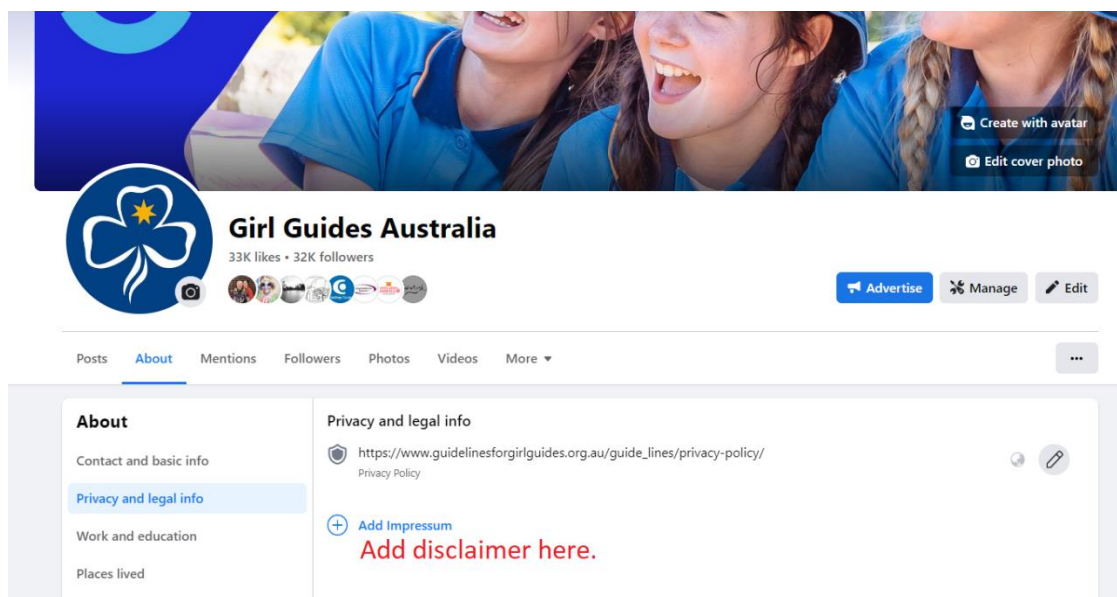 Create with avatar
Edit cover photo
Girl Guides Australia
33K likes • 32K followers
Advertise
Manage
Edit
Posts
About
Mentions
Followers
Photos
Videos
More
About
Contact and basic info
Privacy and legal info
Work and education
Places lived
Privacy and legal info
https://www.guidelinesforgirlguides.org.au/guide_lines/privacy-policy/
Privacy Policy
Add Impressum
Add disclaimer here.